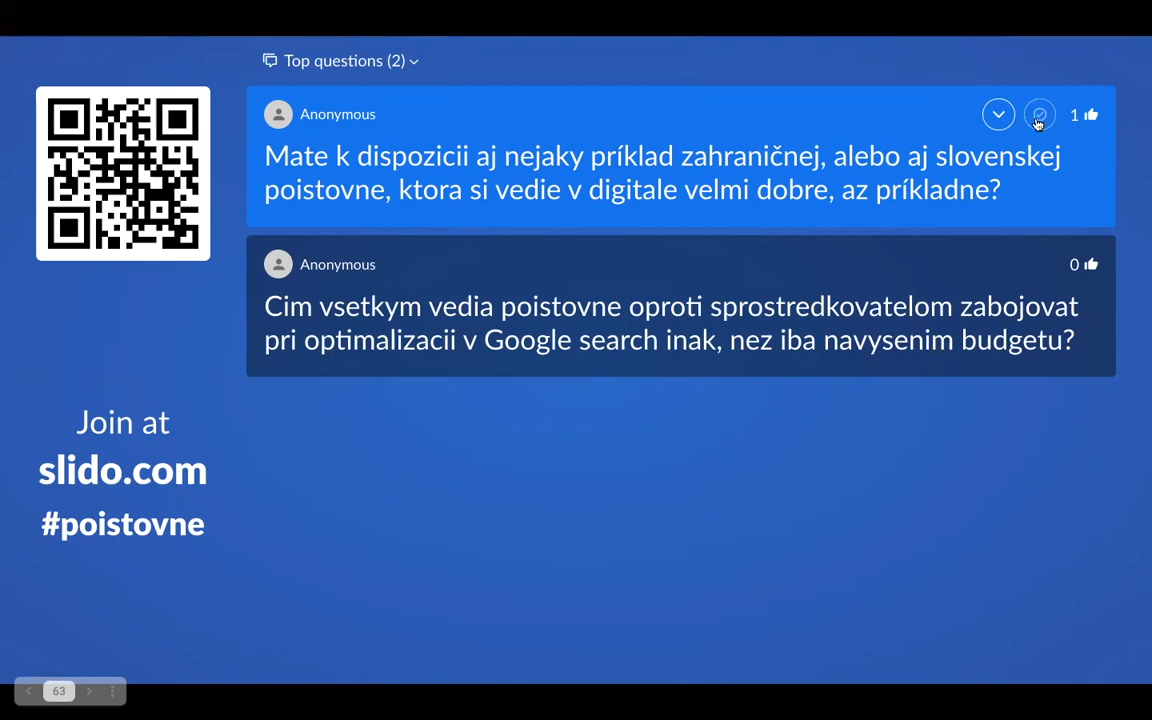 Top questions (2)
Anonymous
1
Mate k dispozicii aj nejaky príklad zahraničnej, alebo aj slovenskej
poistovne, ktora si vedie v digitale velmi dobre, az príkladne?
Anonymous
0
Cim vsetkym vedia poistovne oproti sprostredkovatelom zabojovat
pri optimalizacii v Google search inak, nez iba navysenim budgetu?
Join at
slido.com
#poistovne
63